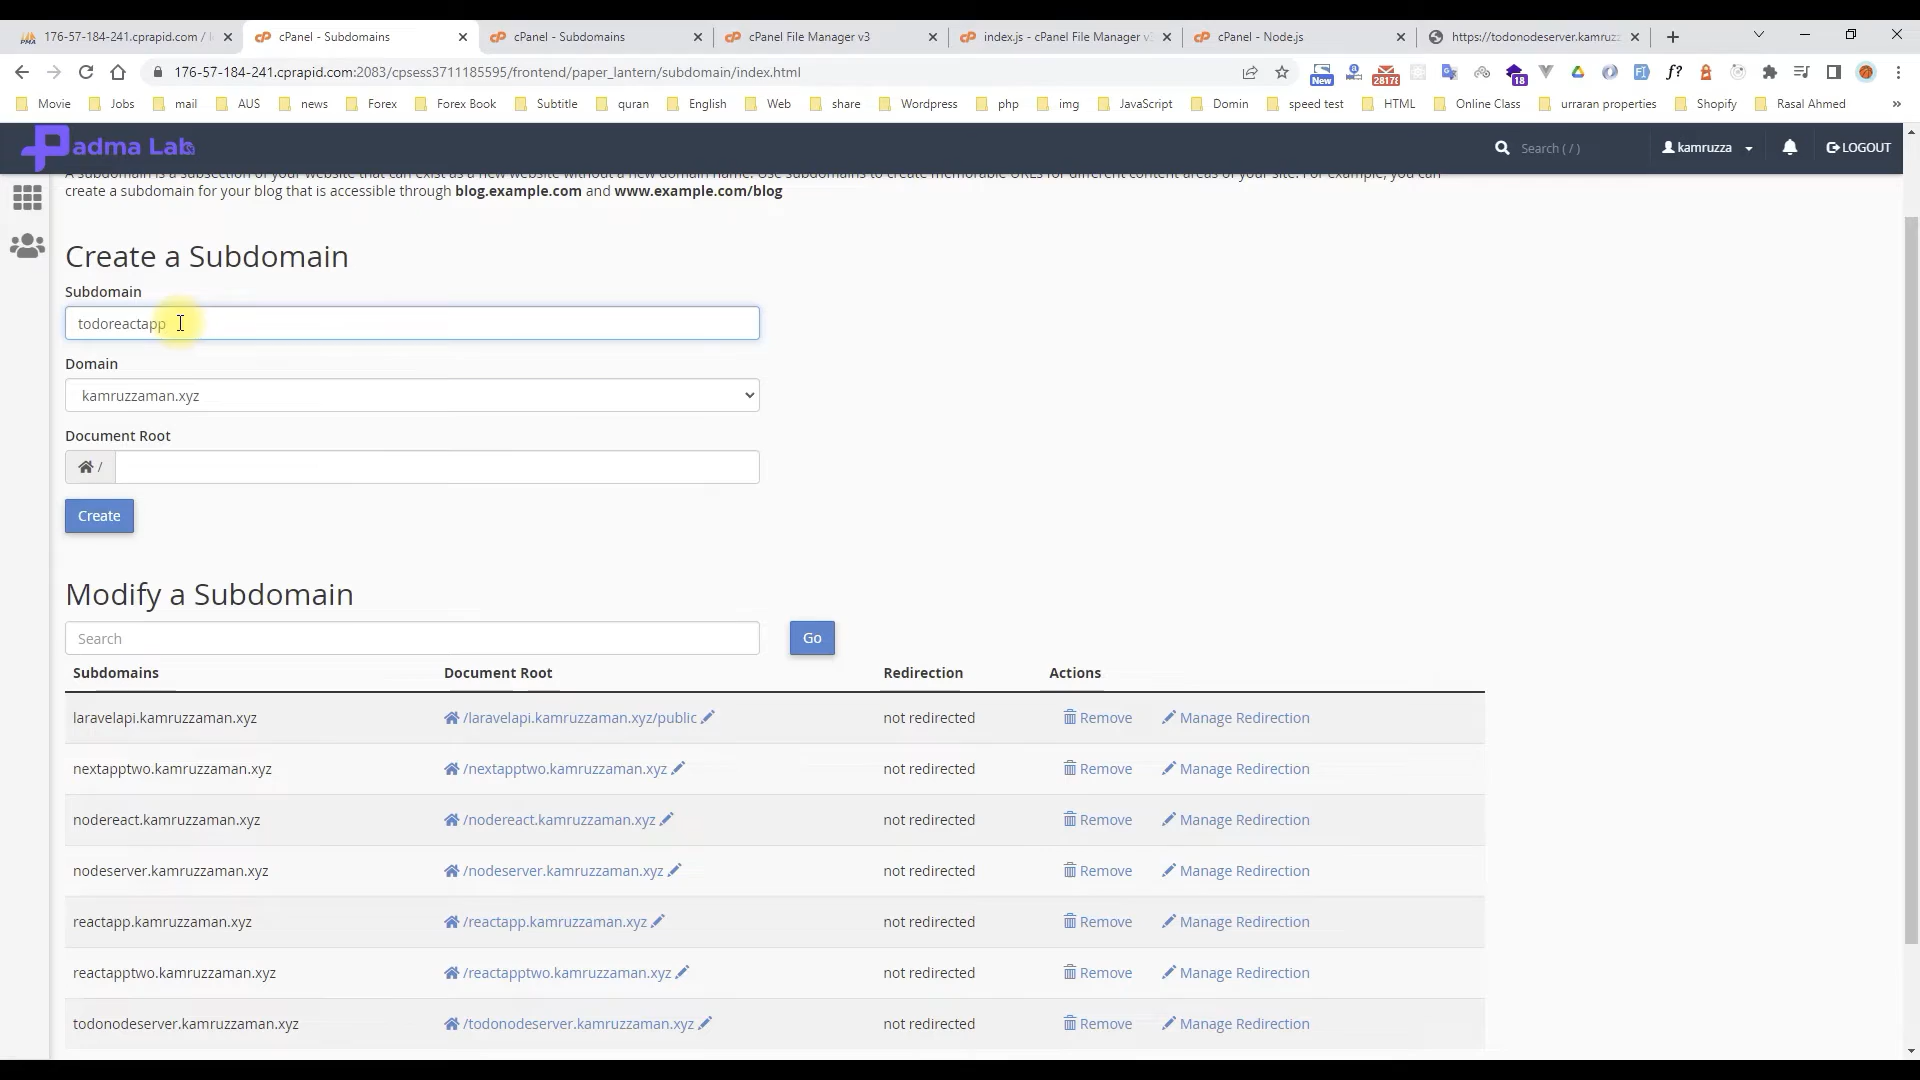 176-57-184-241.cprapid.com / l
cPanel - Subdomains
cPanel - Subdomains
cPanel File Manager v3
index.js - cPanel File Manager v3
cPanel - Node.js
https://todonodeserver.kamruzz
176-57-184-241.cprapid.com:2083/cpsess3711185595/frontend/paper_lantern/subdomain/index.html
New
28178
18
f?
Movie
Jobs
mail
AUS
news
Forex
Forex Book
Subtitle
quran
English
Web
share
Wordpress
php
img
JavaScript
Domin
speed test
HTML
Online Class
urraran properties
Shopify
Rasal Ahmed
»
Padma Lab
Search ( / )
kamruzza
LOGOUT
A subdomain is a subsection of your website that can exist as a new website without a new domain name. Use subdomains to create memorable URLs for different content areas of your site. For example, you can
create a subdomain for your blog that is accessible through blog.example.com and www.example.com/blog
Create a Subdomain
Subdomain
todoreactapp
Domain
kamruzzaman.xyz
Document Root
/
Create
Modify a Subdomain
Search
Go
Subdomains Document Root Redirection Actions
laravelapi.kamruzzaman.xyz /laravelapi.kamruzzaman.xyz/public not redirected Remove Manage Redirection
nextapptwo.kamruzzaman.xyz /nextapptwo.kamruzzaman.xyz not redirected Remove Manage Redirection
nodereact.kamruzzaman.xyz /nodereact.kamruzzaman.xyz not redirected Remove Manage Redirection
nodeserver.kamruzzaman.xyz /nodeserver.kamruzzaman.xyz not redirected Remove Manage Redirection
reactapp.kamruzzaman.xyz /reactapp.kamruzzaman.xyz not redirected Remove Manage Redirection
reactapptwo.kamruzzaman.xyz /reactapptwo.kamruzzaman.xyz not redirected Remove Manage Redirection
todonodeserver.kamruzzaman.xyz /todonodeserver.kamruzzaman.xyz not redirected Remove Manage Redirection